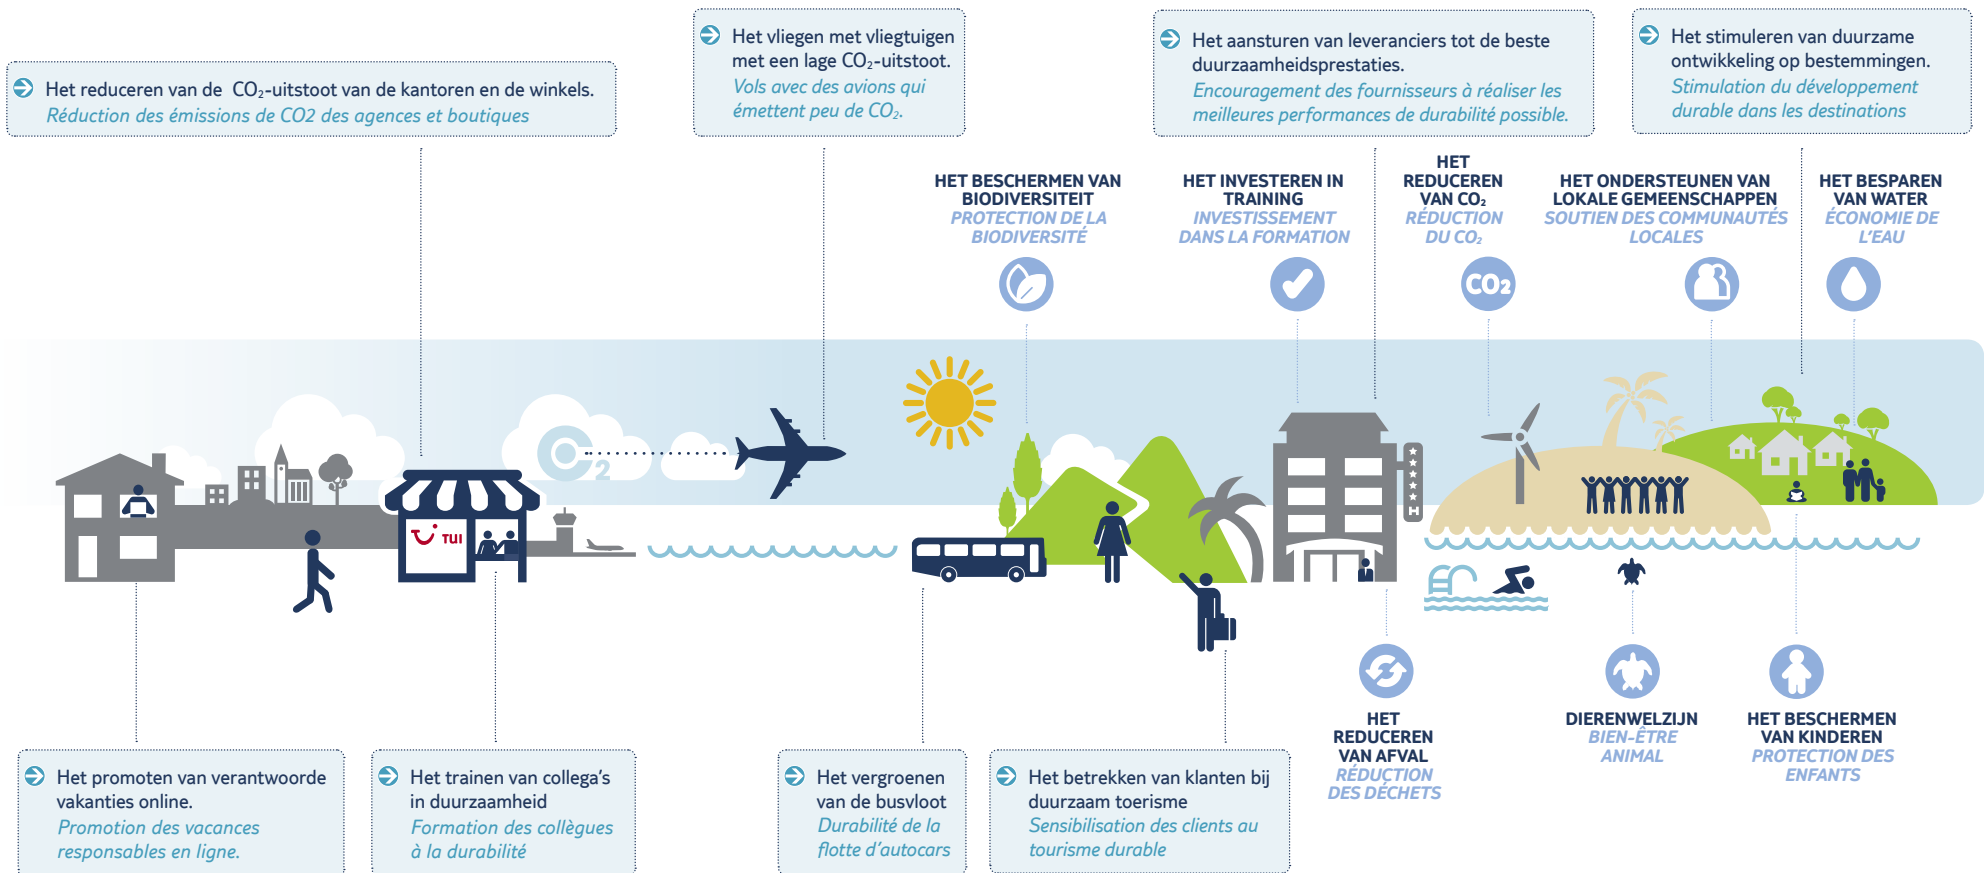 Het reduceren van de CO₂-uitstoot van de kantoren en de winkels.
Réduction des émissions de CO2 des agences et boutiques
Het vliegen met vliegtuigen
met een lage CO₂-uitstoot.
Vols avec des avions qui
émettent peu de CO₂.
Het aansturen van leveranciers tot de beste
duurzaamheidsprestaties.
Encouragement des fournisseurs à réaliser les
meilleures performances de durabilité possible.
Het stimuleren van duurzame
ontwikkeling op bestemmingen.
Stimulation du développement
durable dans les destinations
HET BESCHERMEN VAN
BIODIVERSITEIT
PROTECTION DE LA
BIODIVERSITÉ
HET INVESTEREN IN
TRAINING
INVESTISSEMENT
DANS LA FORMATION
HET
REDUCEREN
VAN CO₂
RÉDUCTION
DU CO₂
HET ONDERSTEUNEN VAN
LOKALE GEMEENSCHAPPEN
SOUTIEN DES COMMUNAUTÉS
LOCALES
HET BESPAREN
VAN WATER
ÉCONOMIE DE
L'EAU
CO2
CO₂
TUI
H
HET
REDUCEREN
VAN AFVAL
RÉDUCTION
DES DÉCHETS
DIERENWELZIJN
BIEN-ÊTRE
ANIMAL
HET BESCHERMEN
VAN KINDEREN
PROTECTION DES
ENFANTS
Het promoten van verantwoorde
vakanties online.
Promotion des vacances
responsables en ligne.
Het trainen van collega's
in duurzaamheid
Formation des collègues
à la durabilité
Het vergroenen
van de busvloot
Durabilité de la
flotte d'autocars
Het betrekken van klanten bij
duurzaam toerisme
Sensibilisation des clients au
tourisme durable